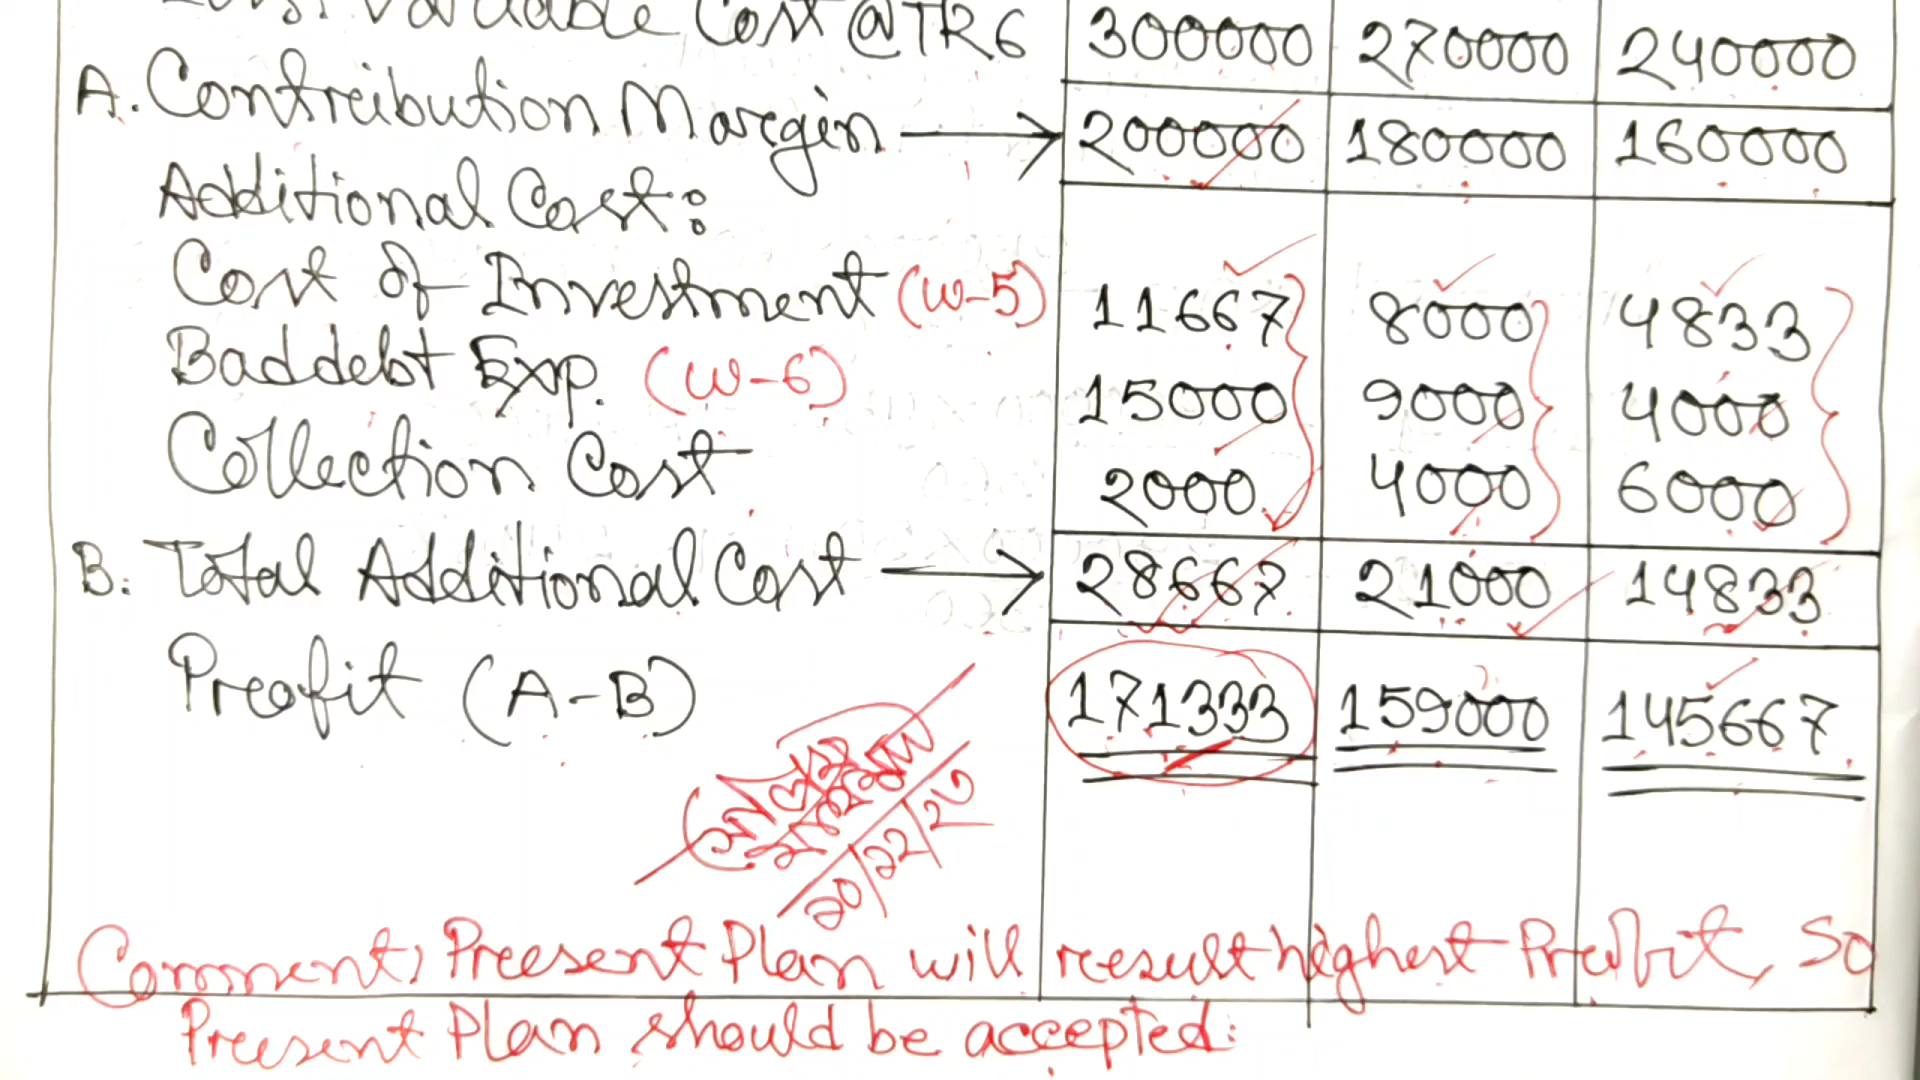 Less: Variable Cost @TK6 300000 270000 240000
A. Contribution Margin → 200000 180000 160000
Additional Cost:
Cost of Investment (W-5) 11667 8000 4833
Baddebt Exp. (W-6) 15000 9000 4000
Collection Cost 2000 4000 6000
B. Total Additional Cost → 28667 21000 14833
Profit (A-B) 171333 159000 145667
Comment: Present Plan will result highest Profit, So
Present Plan should be accepted.